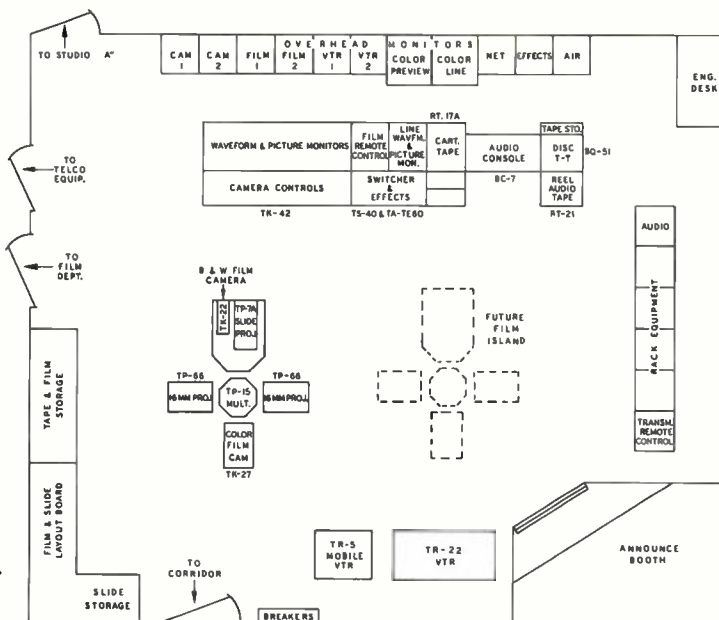 TO STUDIO "A"
OVERHEAD MONITORS
CAM 1
CAM 2
FILM 1
FILM 2
VTR 1
VTR 2
COLOR PREVIEW
COLOR LINE
NET
EFFECTS
AIR
ENG. DESK
TO TELCO EQUIP.
RT. 17A
WAVEFORM & PICTURE MONITORS
FILM REMOTE CONTROL
LINE WAVFM. & PICTURE MON.
CART. TAPE
AUDIO CONSOLE
TAPE STO.
DISC T-T
BQ-51
CAMERA CONTROLS
SWITCHER & EFFECTS
BC-7
REEL AUDIO TAPE
TK-42
TS-40 & TA-TE60
RT-21
TO FILM DEPT.
AUDIO
RACK EQUIPMENT
TRANSM. REMOTE CONTROL
B & W FILM CAMERA
TK-22
TP-7A SLIDE PROJ.
FUTURE FILM ISLAND
TP-66
TP-66
16 MM PROJ.
TP-15 MULT.
16 MM PROJ.
COLOR FILM CAM
TK-27
TAPE & FILM STORAGE
FILM & SLIDE LAYOUT BOARD
SLIDE STORAGE
TO CORRIDOR
TR-5 MOBILE VTR
TR-22 VTR
ANNOUNCE BOOTH
BREAKERS